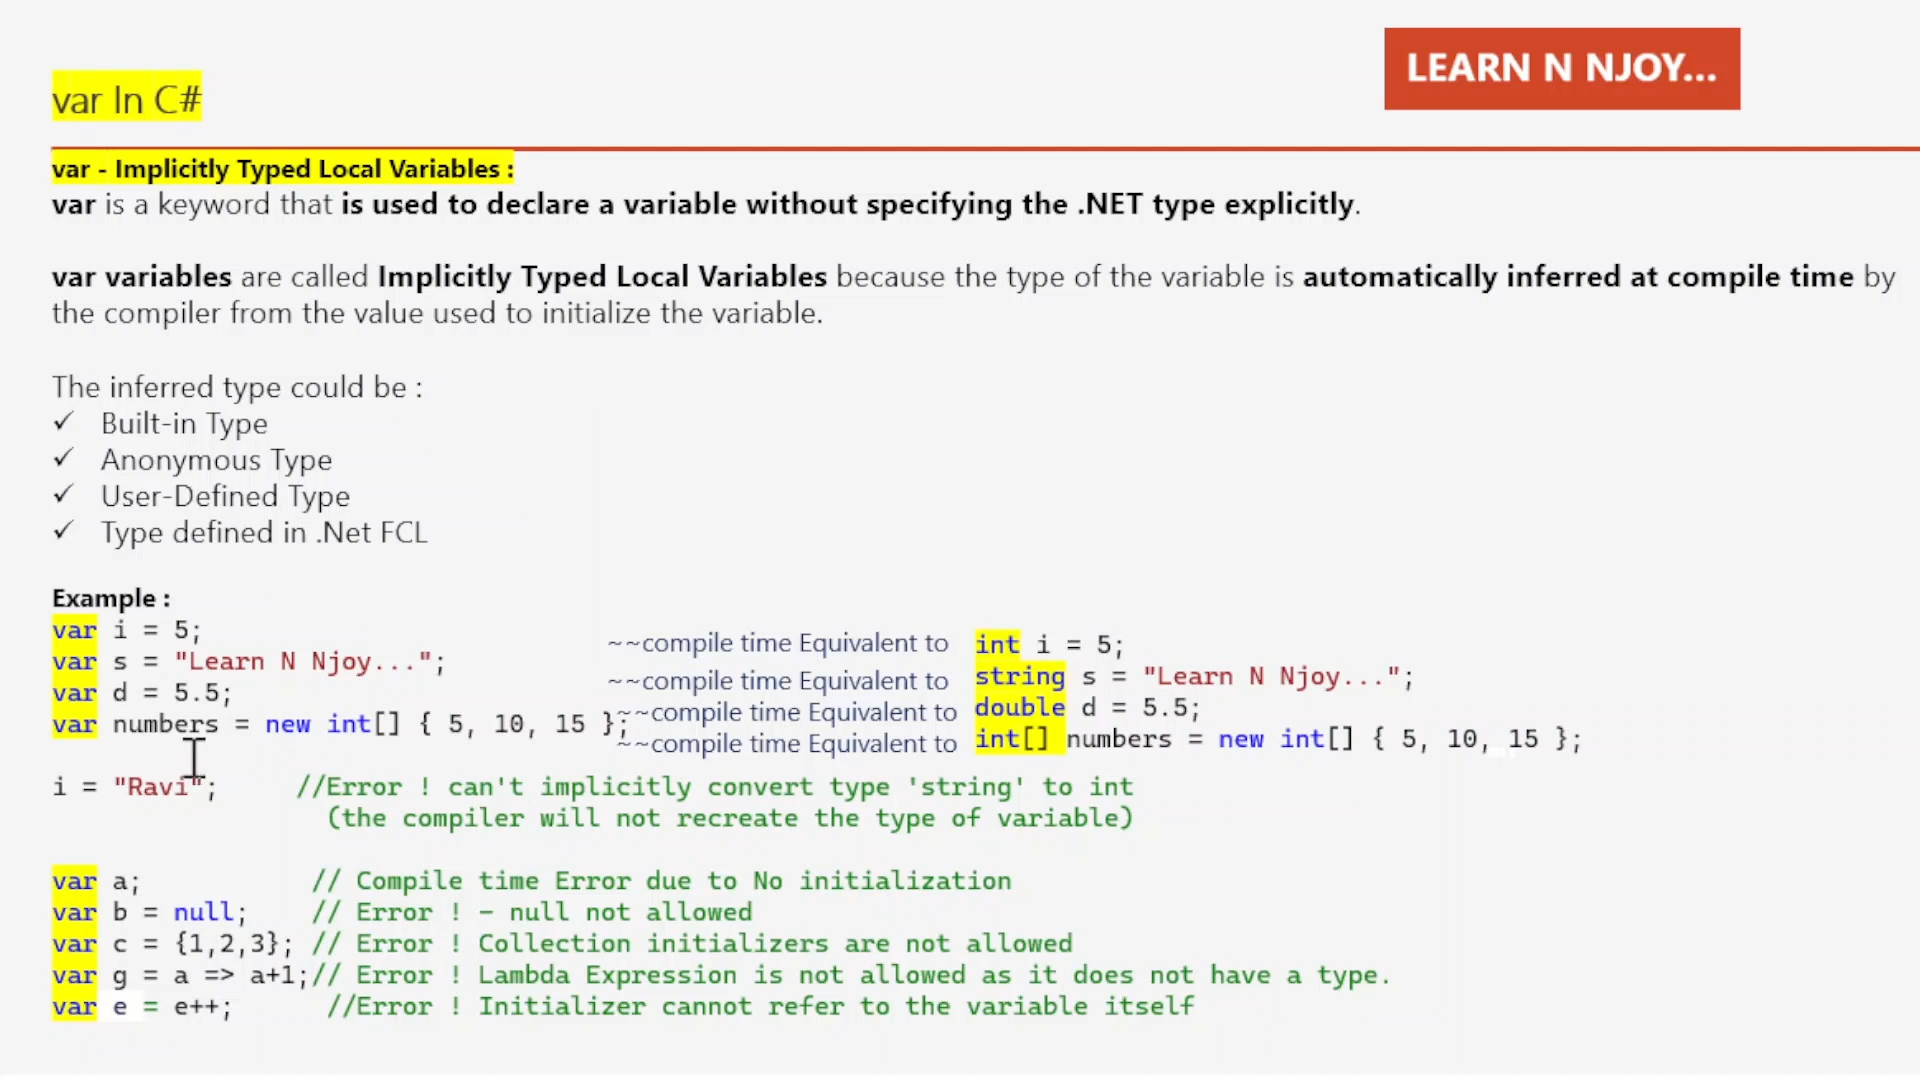 LEARN N NJOY...
var In C#
var - Implicitly Typed Local Variables :
var is a keyword that is used to declare a variable without specifying the .NET type explicitly.
var variables are called Implicitly Typed Local Variables because the type of the variable is automatically inferred at compile time by
the compiler from the value used to initialize the variable.
The inferred type could be :
✓ Built-in Type
✓ Anonymous Type
✓ User-Defined Type
✓ Type defined in .Net FCL
Example :
var i = 5; ~~compile time Equivalent to int i = 5;
var s = "Learn N Njoy..."; ~~compile time Equivalent to string s = "Learn N Njoy...";
var d = 5.5; ~~compile time Equivalent to double d = 5.5;
var numbers = new int[] { 5, 10, 15 }; ~~compile time Equivalent to int[] numbers = new int[] { 5, 10, 15 };
i = "Ravi"; //Error ! can't implicitly convert type 'string' to int
(the compiler will not recreate the type of variable)
var a; // Compile time Error due to No initialization
var b = null; // Error ! – null not allowed
var c = {1,2,3}; // Error ! Collection initializers are not allowed
var g = a => a+1;// Error ! Lambda Expression is not allowed as it does not have a type.
var e = e++; //Error ! Initializer cannot refer to the variable itself